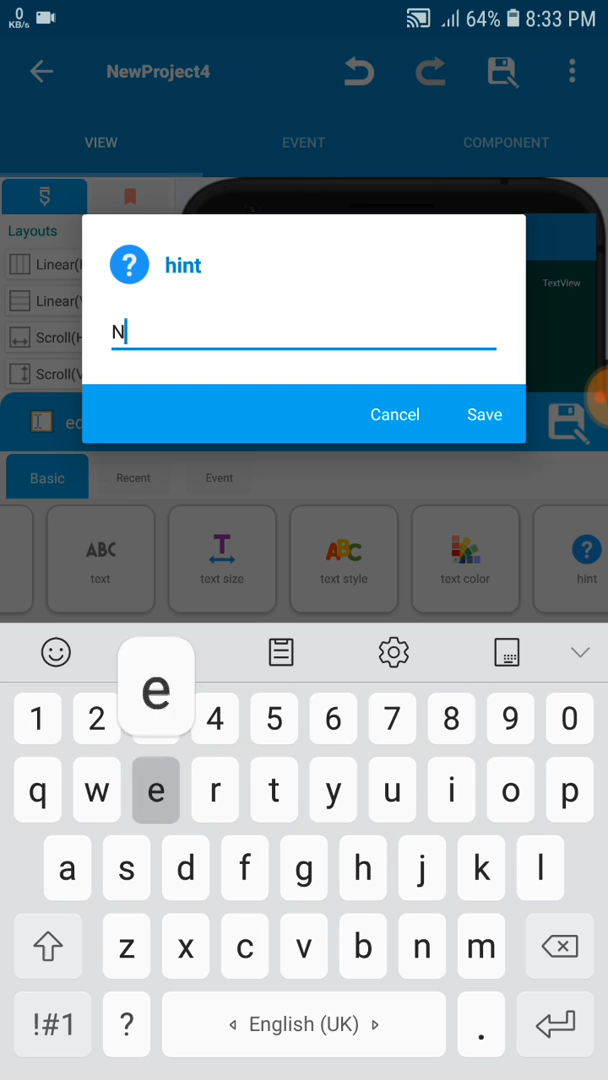 0
KB/s
64% 8:33 PM
NewProject4
VIEW EVENT COMPONENT
Layouts
Linear(
Linear(
Scroll(H
Scroll(V
TextView
hint
N
Cancel Save
Basic Recent Event
ABC
text
T
text size
ABC
text style
text color
?
hint
e
1 2 4 5 6 7 8 9 0
q w e r t y u i o p
a s d f g h j k l
z x c v b n m
!#1 ? English (UK) .